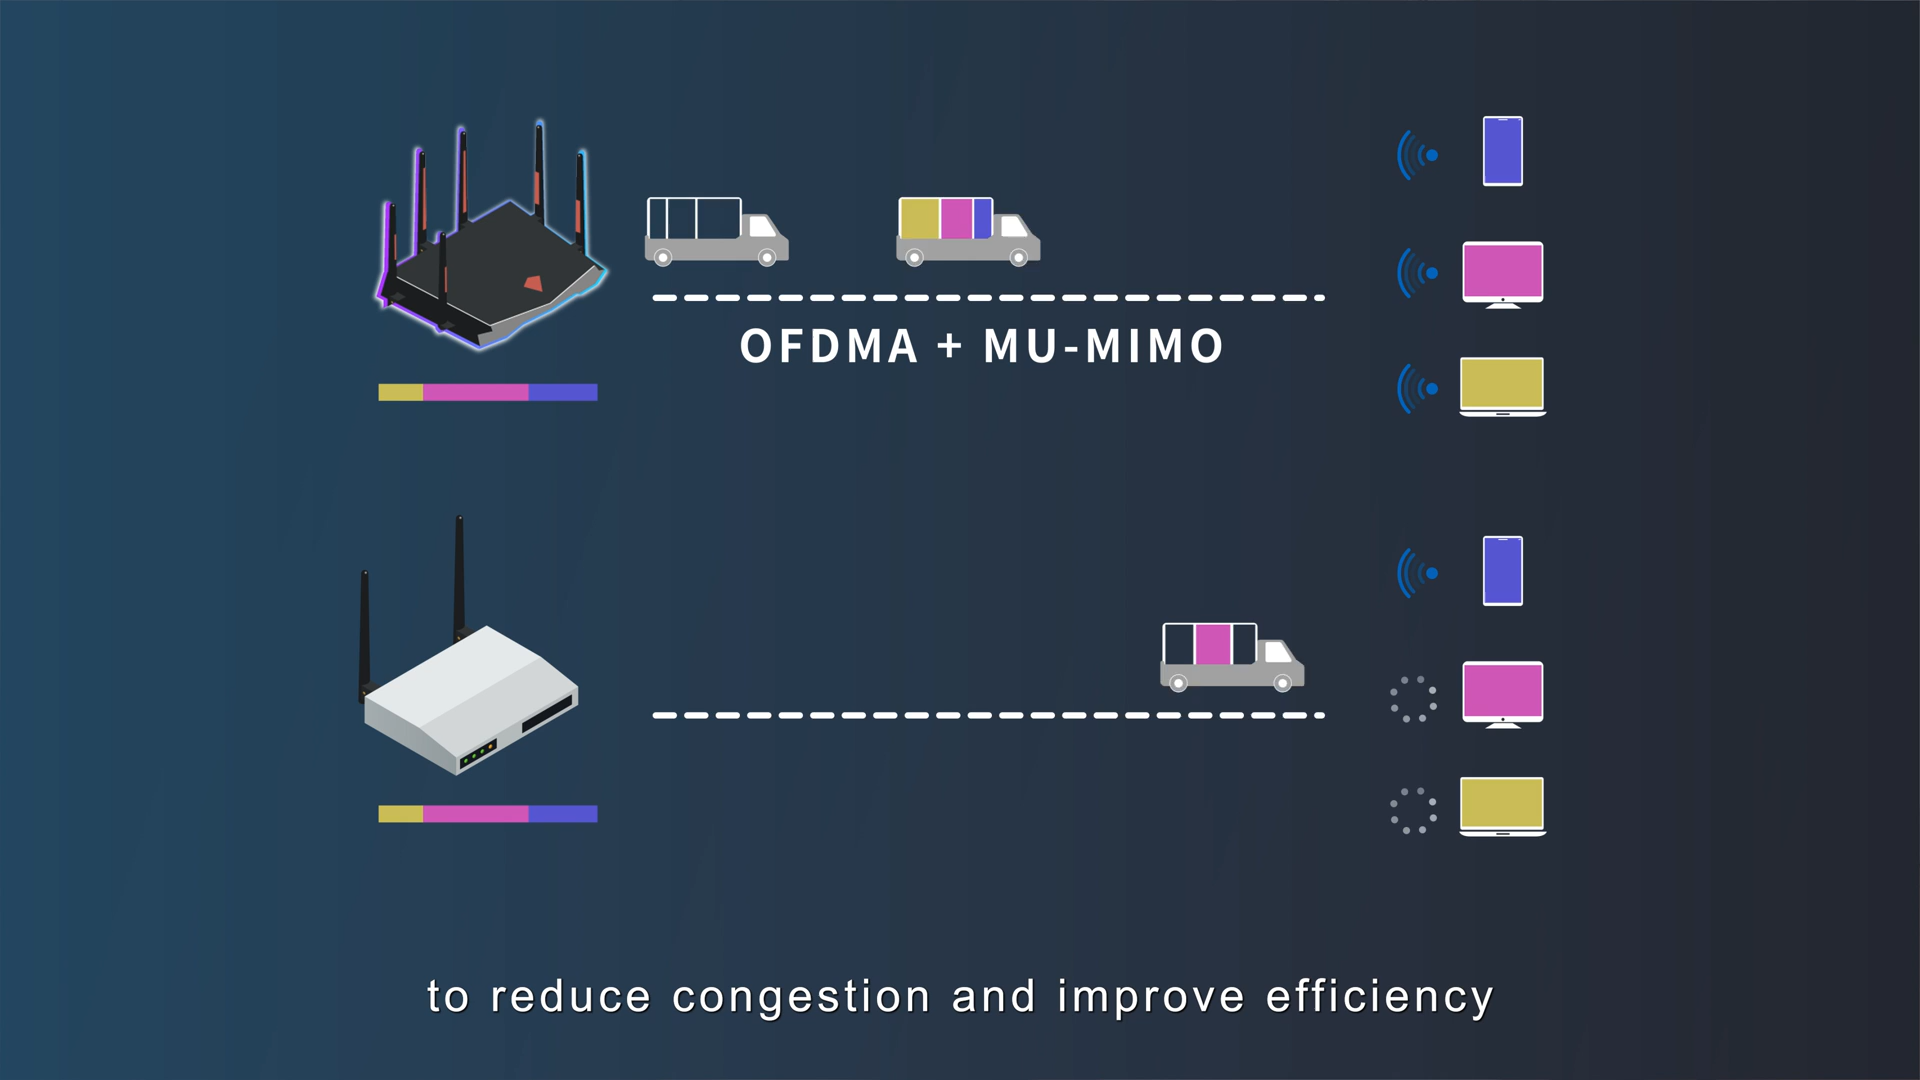 OFDMA + MU-MIMO
to reduce congestion and improve efficiency